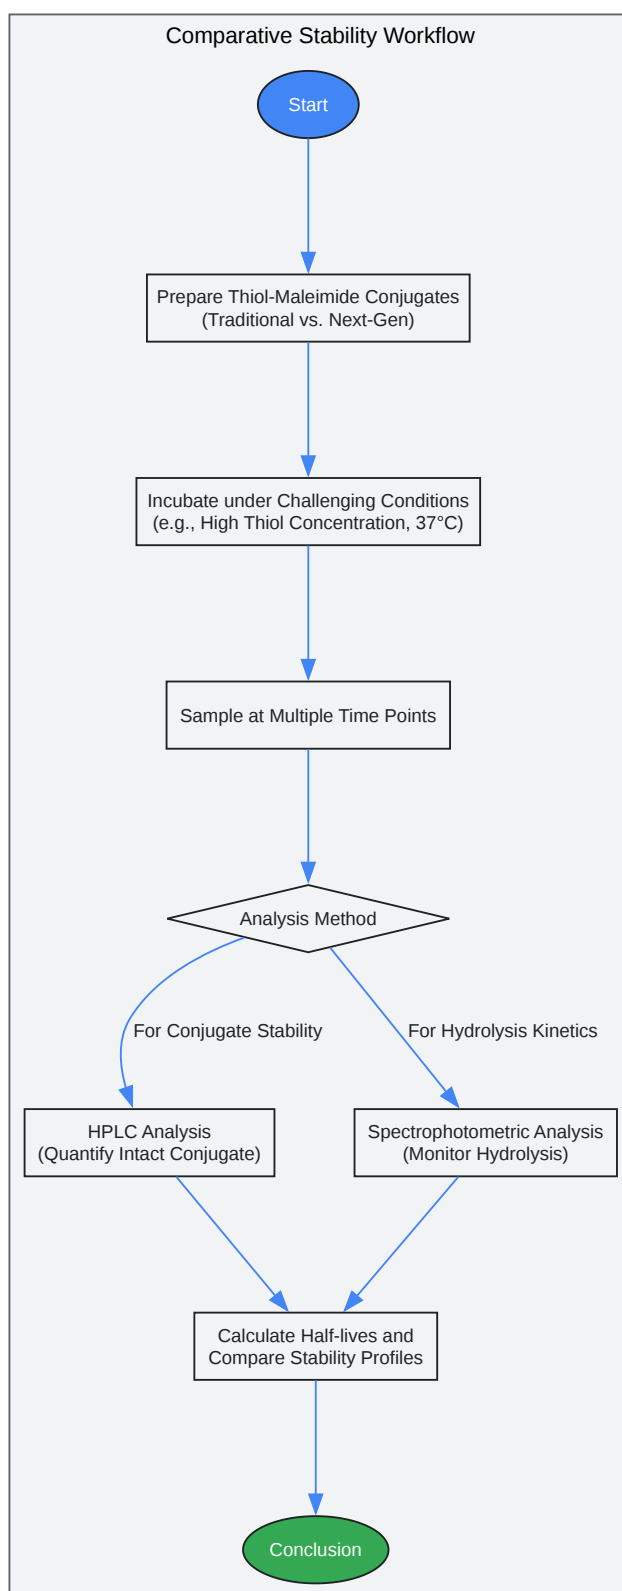 Comparative Stability Workflow
Start
Prepare Thiol-Maleimide Conjugates
(Traditional vs. Next-Gen)
Incubate under Challenging Conditions
(e.g., High Thiol Concentration, 37°C)
Sample at Multiple Time Points
Analysis Method
For Conjugate Stability
For Hydrolysis Kinetics
HPLC Analysis
(Quantify Intact Conjugate)
Spectrophotometric Analysis
(Monitor Hydrolysis)
Calculate Half-lives and
Compare Stability Profiles
Conclusion